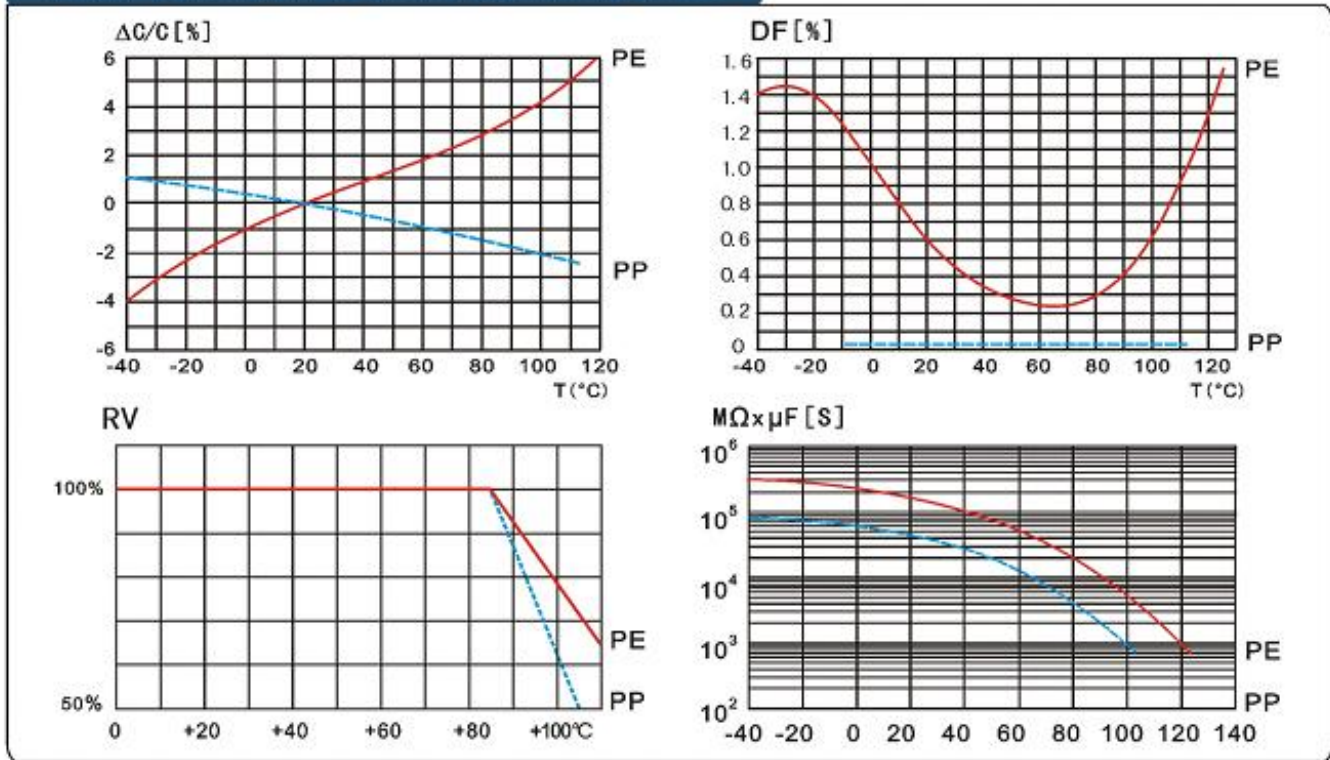 ΔC/C[%]
6
4
2
0
-2
-4
-6
PE
PP
-40 -20 0 20 40 60 80 100 120
T(°C)
DF[%]
1.6
1.4
1.2
1.0
0.8
0.6
0.4
0.2
0
PE
PP
-40 -20 0 20 40 60 80 100 120
T(°C)
RV
100%
50%
PE
PP
0 +20 +40 +60 +80 +100℃
MΩxμF[S]
10⁶
10⁵
10⁴
10³
10²
PE
PP
-40 -20 0 20 40 60 80 100 120 140